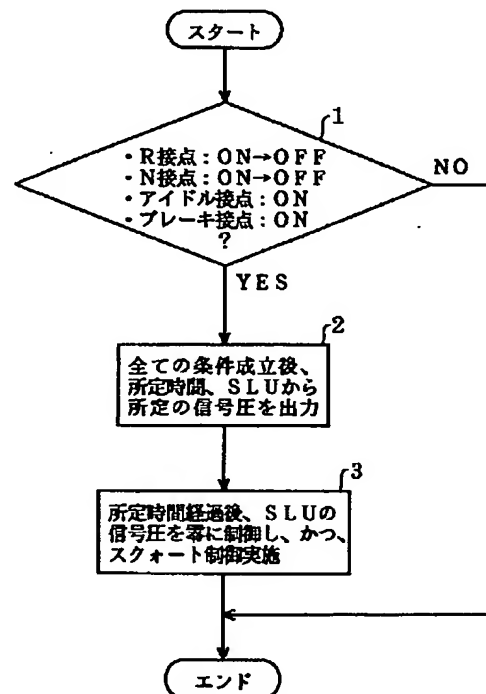 スタート
1
・R接点：ON→OFF
・N接点：ON→OFF
・アイドル接点：ON
・ブレーキ接点：ON
?
NO
YES
2
全ての条件成立後、
所定時間、SLUから
所定の信号圧を出力
3
所定時間経過後、SLUの
信号圧を零に制御し、かつ、
スクォート制御実施
エンド